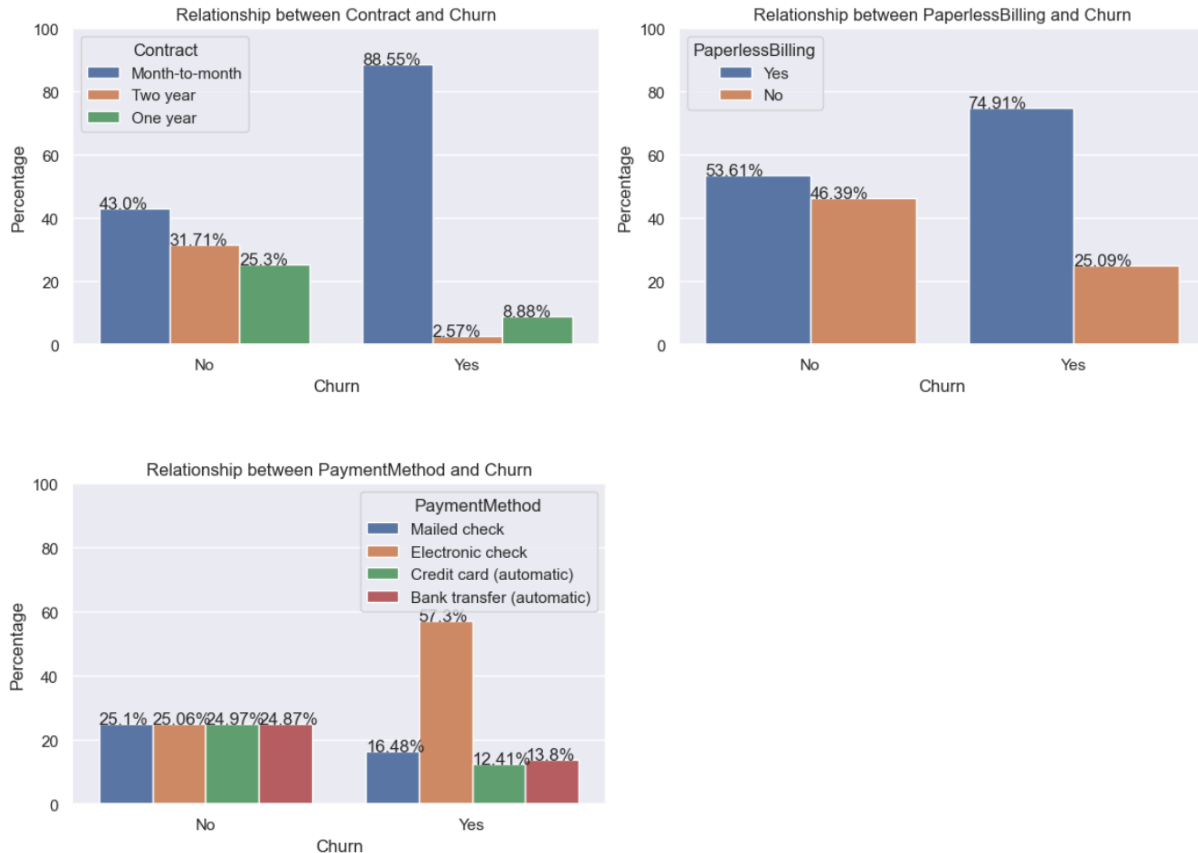 Relationship between Contract and Churn
100
80
60
40
20
0
Percentage
Contract
Month-to-month
Two year
One year
43.0%
31.71%
25.3%
88.55%
2.57%
8.88%
No
Yes
Churn
Relationship between PaperlessBilling and Churn
100
80
60
40
20
0
Percentage
PaperlessBilling
Yes
No
53.61%
46.39%
74.91%
25.09%
No
Yes
Churn
Relationship between PaymentMethod and Churn
100
80
60
40
20
0
Percentage
PaymentMethod
Mailed check
Electronic check
Credit card (automatic)
Bank transfer (automatic)
25.1%
25.06%
24.97%
24.87%
16.48%
57.3%
12.41%
13.8%
No
Yes
Churn